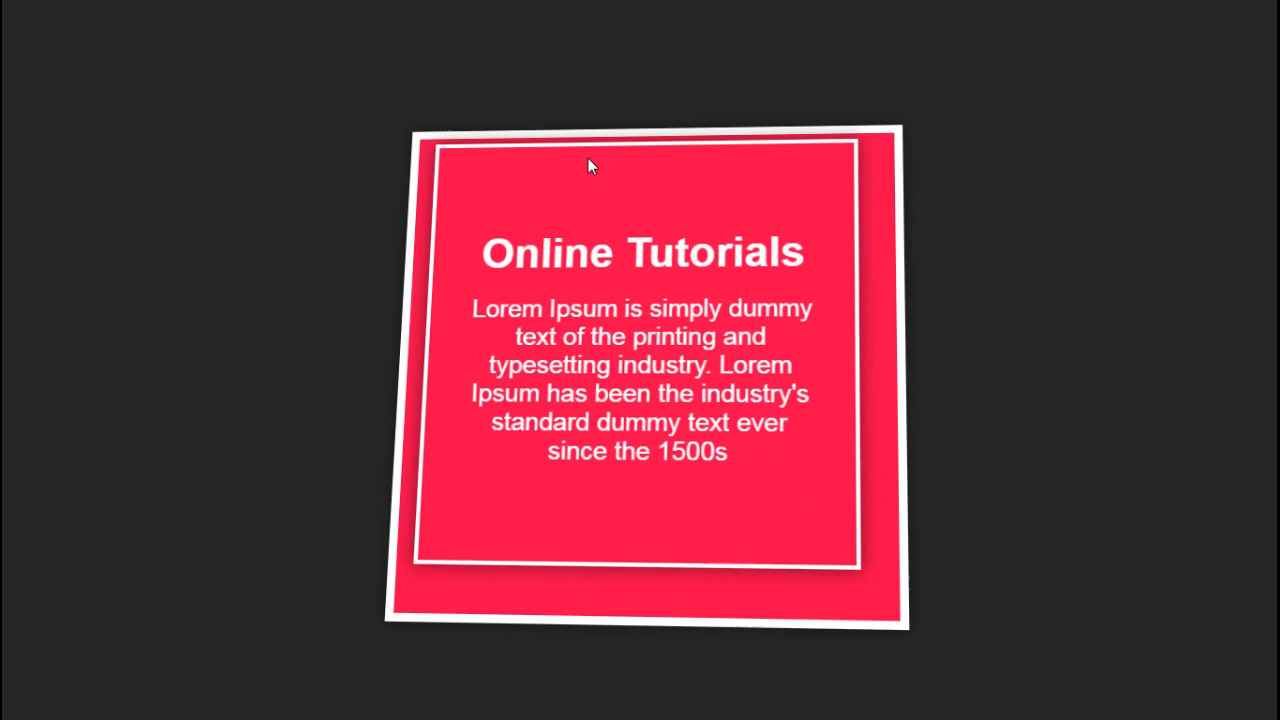 Online Tutorials
Lorem Ipsum is simply dummy
text of the printing and
typesetting industry. Lorem
Ipsum has been the industry's
standard dummy text ever
since the 1500s